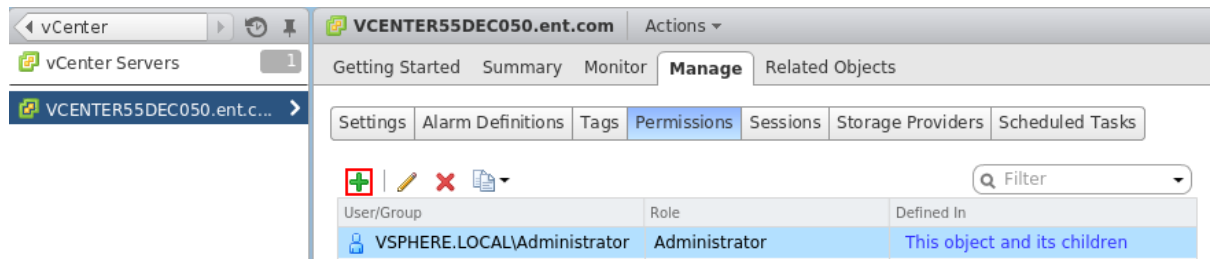 vCenter
VCENTER55DEC050.ent.com Actions
vCenter Servers 1
Getting Started Summary Monitor Manage Related Objects
VCENTER55DEC050.ent.c...
Settings Alarm Definitions Tags Permissions Sessions Storage Providers Scheduled Tasks
Filter
User/Group Role Defined In
VSPHERE.LOCAL\Administrator Administrator This object and its children